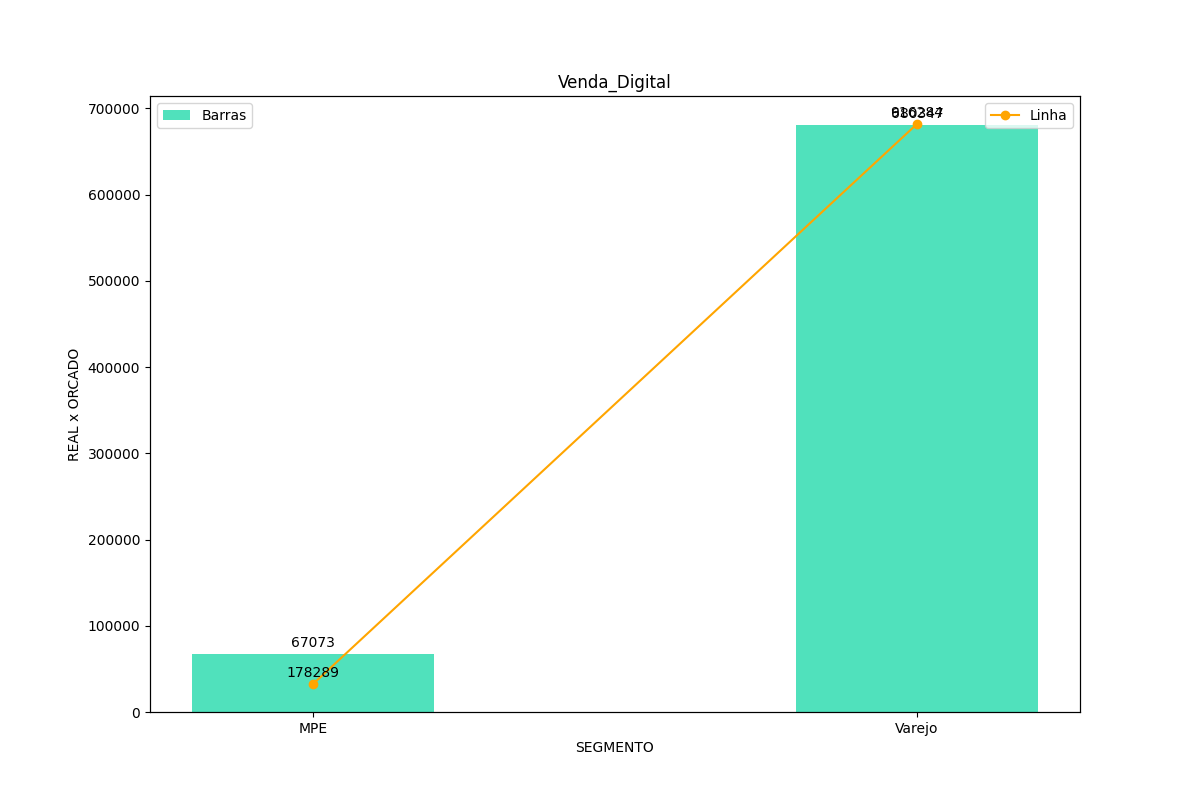 Venda_Digital
Barras
Linha
700000
600000
500000
400000
300000
200000
100000
0
REAL x ORCADO
67073
178289
MPE
Varejo
SEGMENTO